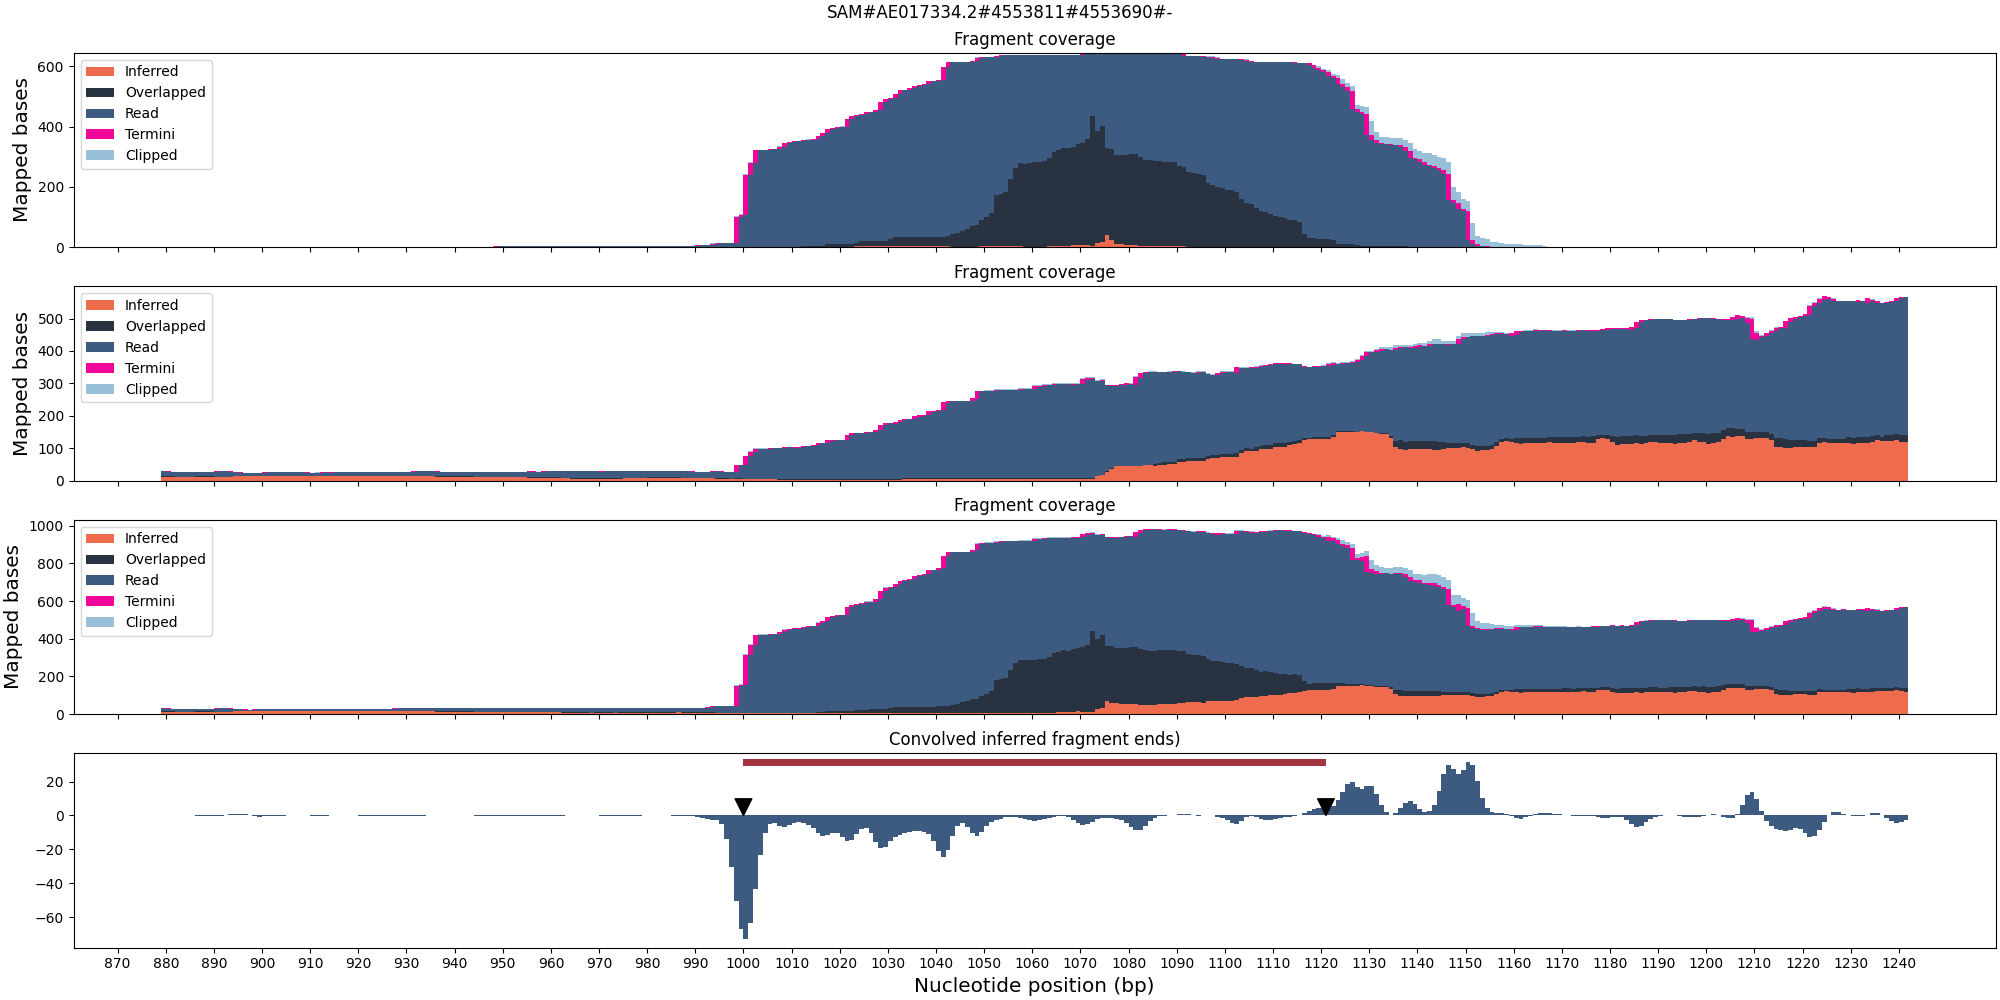 SAM#AE017334.2#4553811#4553690#-
Fragment coverage
Mapped bases
600
400
200
0
Inferred
Overlapped
Read
Termini
Clipped
Fragment coverage
Mapped bases
500
400
300
200
100
0
Inferred
Overlapped
Read
Termini
Clipped
Fragment coverage
Mapped bases
1000
800
600
400
200
0
Inferred
Overlapped
Read
Termini
Clipped
Convolved inferred fragment ends)
20
0
−20
−40
−60
870 880 890 900 910 920 930 940 950 960 970 980 990 1000 1010 1020 1030 1040 1050 1060 1070 1080 1090 1100 1110 1120 1130 1140 1150 1160 1170 1180 1190 1200 1210 1220 1230 1240
Nucleotide position (bp)